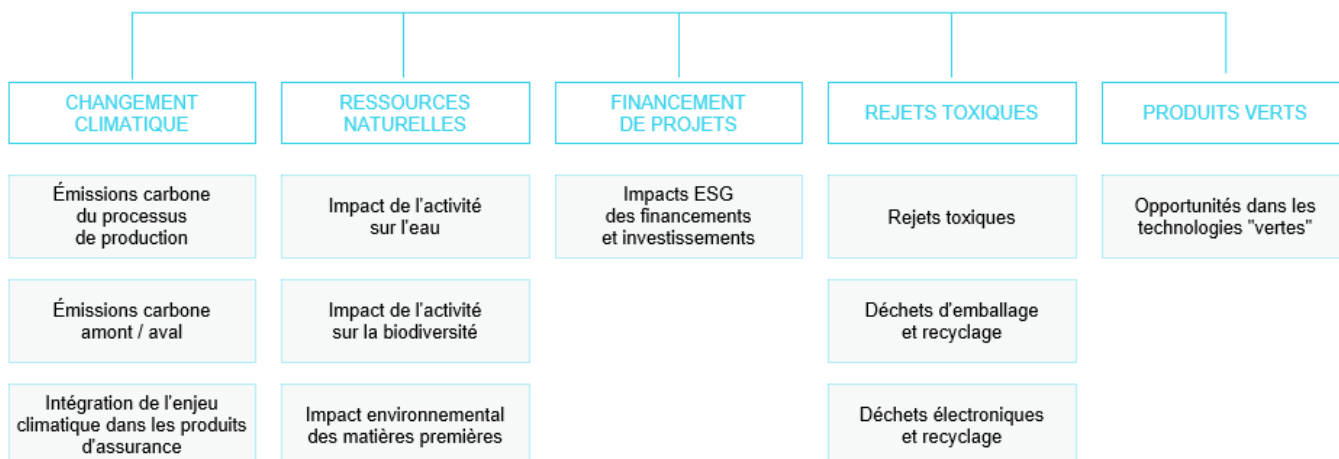 CHANGEMENT
CLIMATIQUE
RESSOURCES
NATURELLES
FINANCEMENT
DE PROJETS
REJETS TOXIQUES
PRODUITS VERTS
Émissions carbone
du processus
de production
Impact de l'activité
sur l'eau
Impacts ESG
des financements
et investissements
Rejets toxiques
Opportunités dans les
technologies "vertes"
Émissions carbone
amont / aval
Impact de l'activité
sur la biodiversité
Déchets d'emballage
et recyclage
Intégration de l'enjeu
climatique dans les produits
d'assurance
Impact environnemental
des matières premières
Déchets électroniques
et recyclage